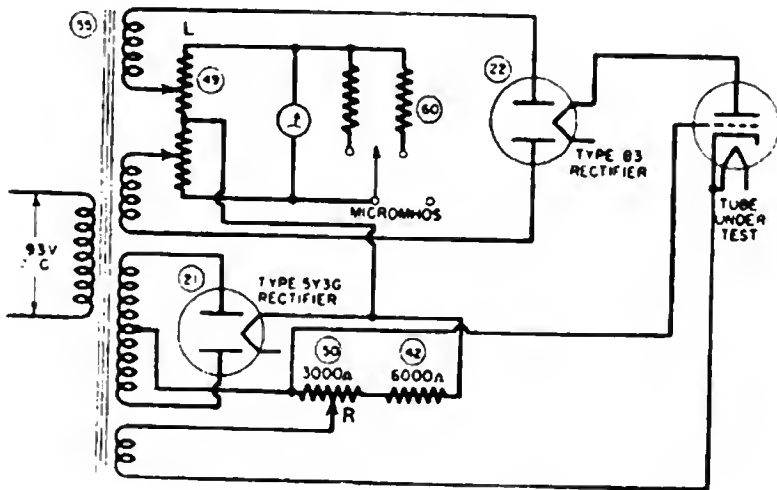 55
L
49
22
60
TYPE 83
RECTIFIER
MICROMHOS
TUBE
UNDER
TEST
93V
C
21
TYPE 5Y3G
RECTIFIER
50
3000Ω
42
6000Ω
R